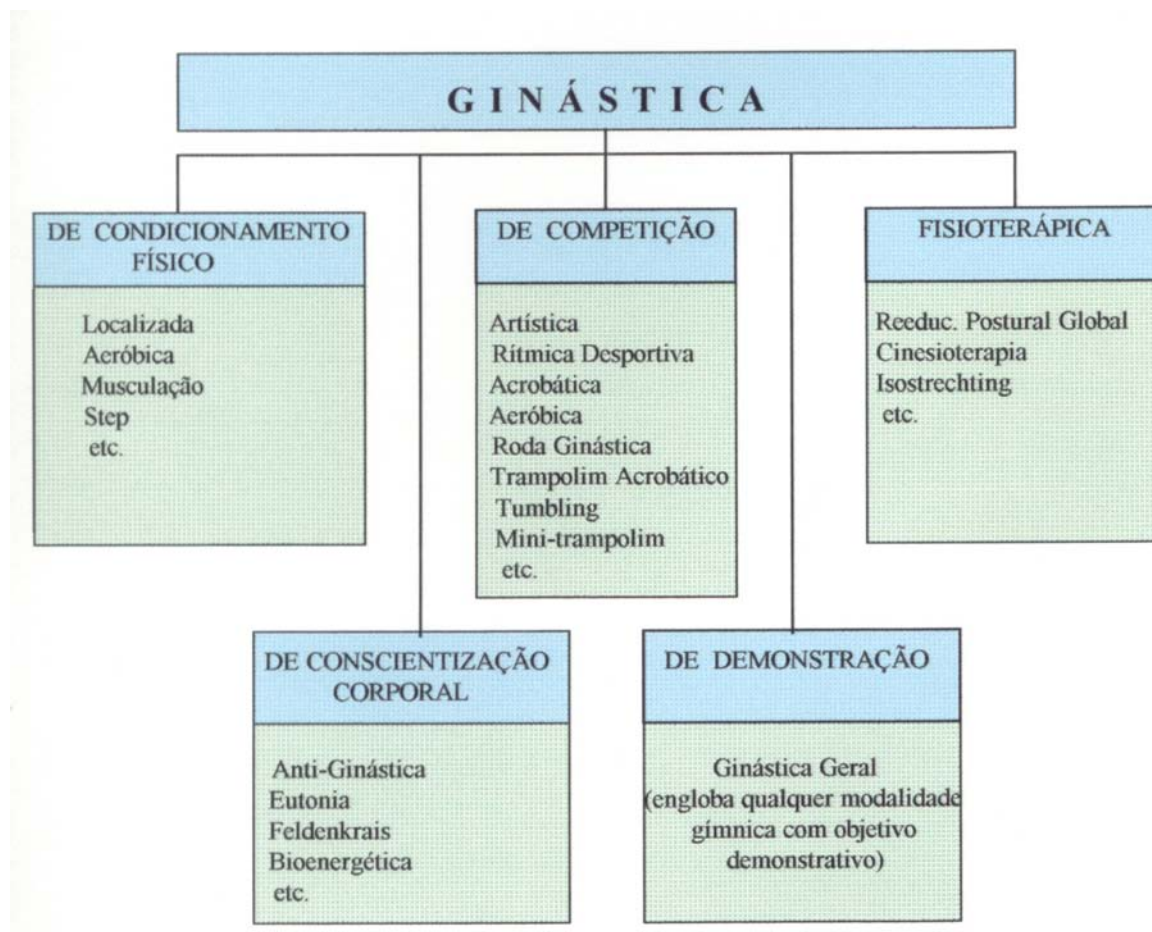 GINÁSTICA
DE CONDICIONAMENTO
FÍSICO
Localizada
Aeróbica
Musculação
Step
etc.
DE COMPETIÇÃO
Artística
Rítmica Desportiva
Acrobática
Aeróbica
Roda Ginástica
Trampolim Acrobático
Tumbling
Mini-trampolim
etc.
FISIOTERÁPICA
Reeduc. Postural Global
Cinesioterapia
Isostrechting
etc.
DE CONSCIENTIZAÇÃO
CORPORAL
Anti-Ginástica
Eutonia
Feldenkrais
Bioenergética
etc.
DE DEMONSTRAÇÃO
Ginástica Geral
(engloba qualquer modalidade
gímnica com objetivo
demonstrativo)